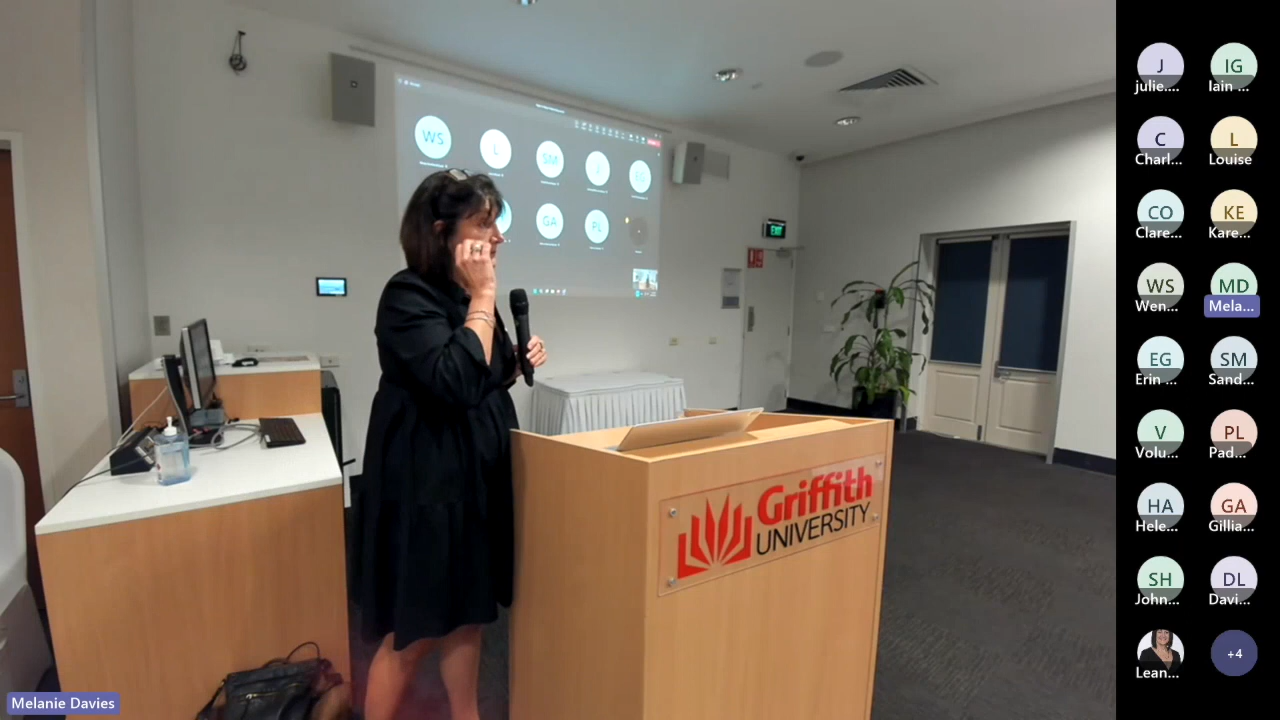 WS
L
SM
GA
PL
EXIT
Griffith
UNIVERSITY
Melanie Davies
J
julie....
IG
Iain ...
C
Charl...
L
Louise
CO
Clare...
KE
Kare...
WS
Wen...
MD
Mela...
EG
Erin ...
SM
Sand...
V
Volu...
PL
Pad...
HA
Hele...
GA
Gillia...
SH
John...
DL
Davi...
Lean...
+4